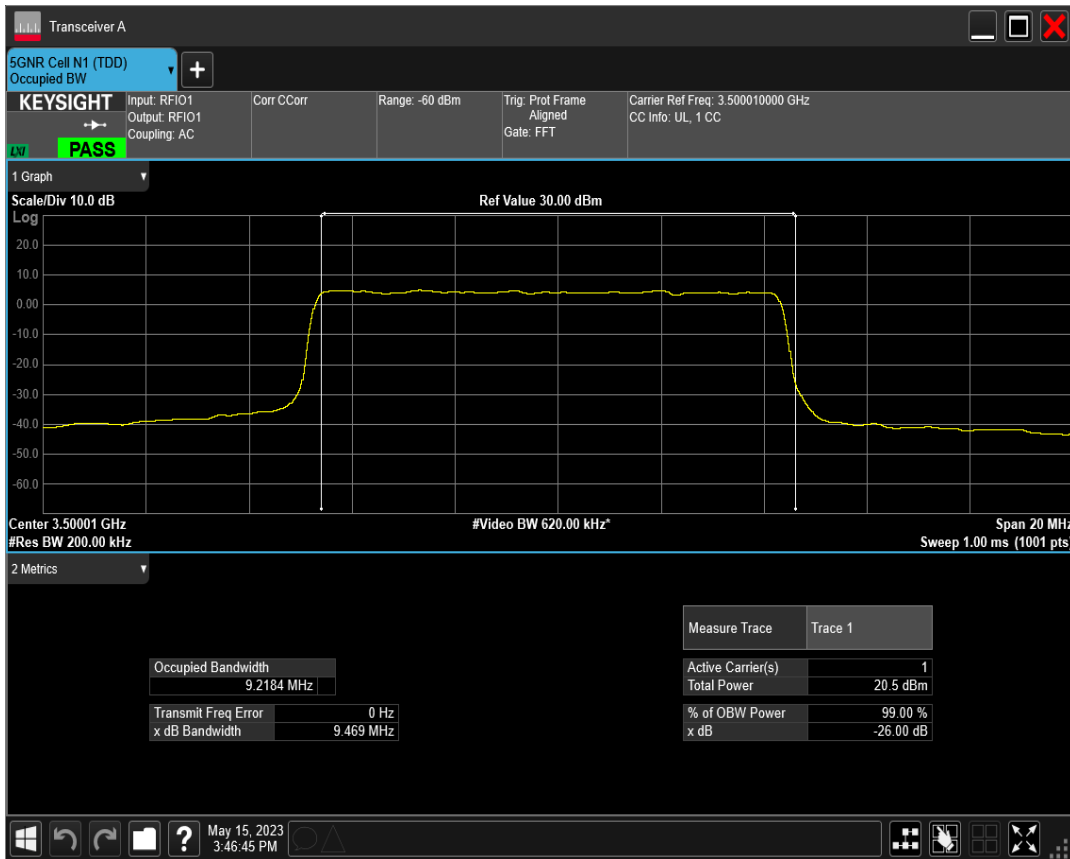 Transceiver A
5GNR Cell N1 (TDD)
Occupied BW
+
KEYSIGHT
LXI
PASS
Input: RFIO1
Output: RFIO1
Coupling: AC
Corr CCorr
Range: -60 dBm
Trig: Prot Frame
Aligned
Gate: FFT
Carrier Ref Freq: 3.500010000 GHz
CC Info: UL, 1 CC
1 Graph
Scale/Div 10.0 dB
Ref Value 30.00 dBm
Log
20.0
10.0
0.00
-10.0
-20.0
-30.0
-40.0
-50.0
-60.0
Center 3.50001 GHz
#Video BW 620.00 kHz*
Span 20 MHz
#Res BW 200.00 kHz
Sweep 1.00 ms (1001 pts)
2 Metrics
Measure Trace Trace 1
Occupied Bandwidth
9.2184 MHz
Active Carrier(s) 1
Total Power 20.5 dBm
Transmit Freq Error 0 Hz
x dB Bandwidth 9.469 MHz
% of OBW Power 99.00 %
x dB -26.00 dB
?
May 15, 2023
3:46:45 PM